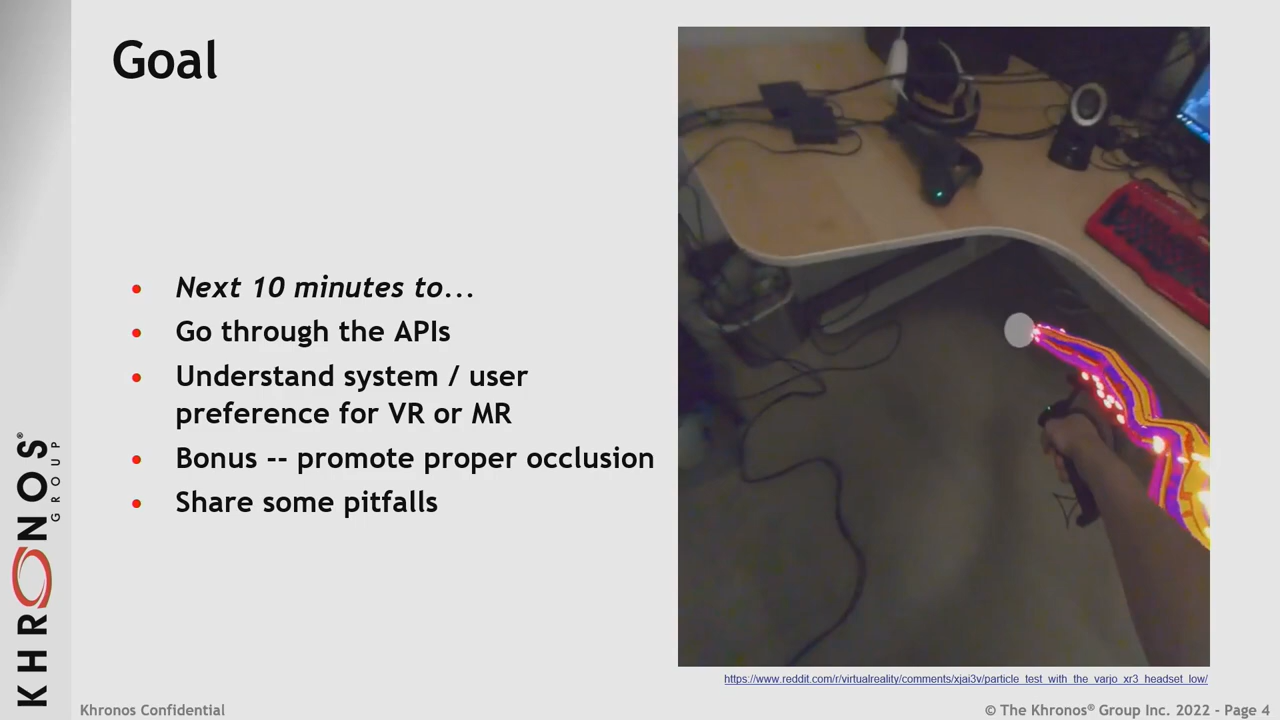 Goal
Next 10 minutes to...
Go through the APIs
Understand system / user
preference for VR or MR
Bonus -- promote proper occlusion
Share some pitfalls
https://www.reddit.com/r/virtualreality/comments/xjai3v/particle_test_with_the_varjo_xr3_headset_low/
KHRONOS®
GROUP
Khronos Confidential
© The Khronos® Group Inc. 2022 - Page 4